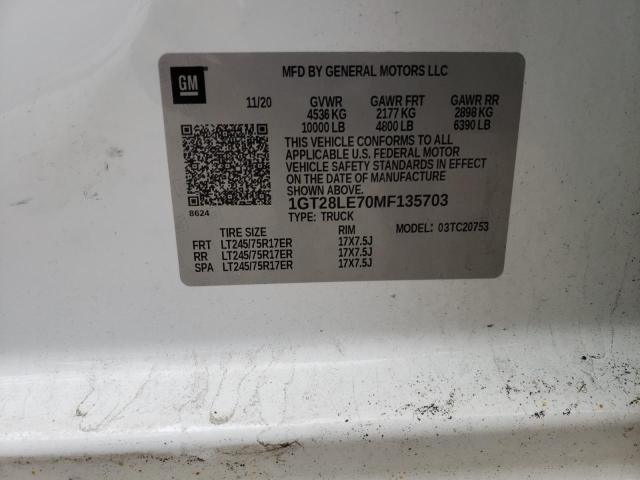 GM
MFD BY GENERAL MOTORS LLC
11/20 GVWR GAWR FRT GAWR RR
4536 KG 2177 KG 2898 KG
10000 LB 4800 LB 6390 LB
THIS VEHICLE CONFORMS TO ALL
APPLICABLE U.S. FEDERAL MOTOR
VEHICLE SAFETY STANDARDS IN EFFECT
ON THE DATE OF MANUFACTURE
SHOWN ABOVE.
8624
1GT28LE70MF135703
TYPE: TRUCK MODEL: 03TC20753
TIRE SIZE RIM
FRT LT245/75R17ER 17X7.5J
RR LT245/75R17ER 17X7.5J
SPA LT245/75R17ER 17X7.5J